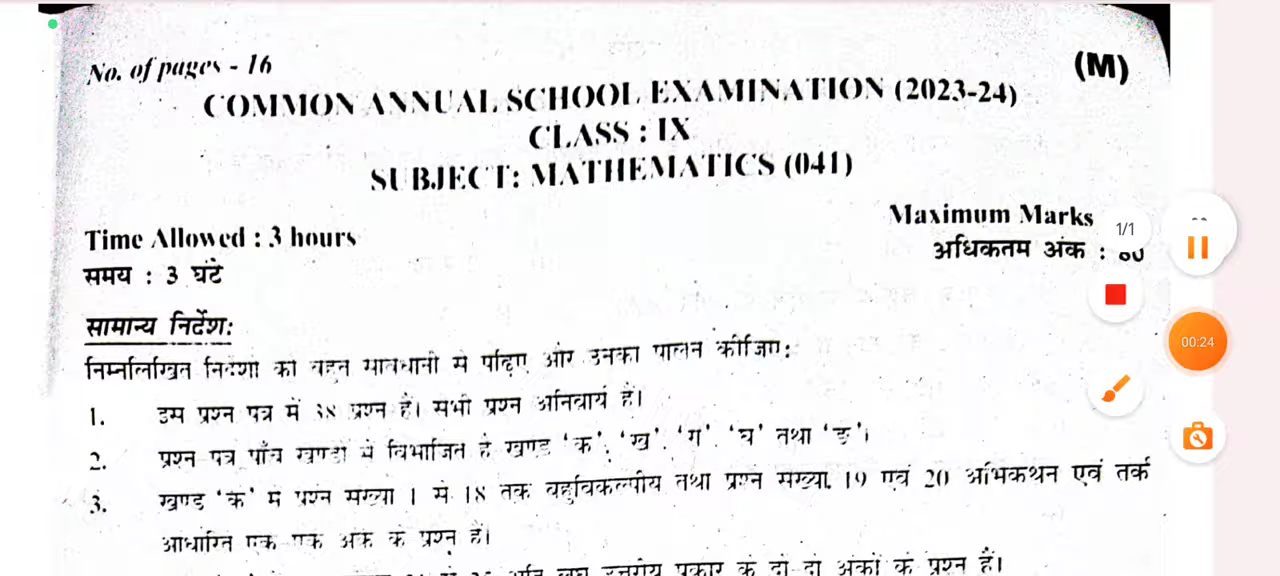 No. of pages - 16
(M)
COMMON ANNUAL SCHOOL EXAMINATION (2023-24)
CLASS : IX
SUBJECT: MATHEMATICS (041)
Time Allowed : 3 hours
Maximum Marks
1/1
समय : 3 घंटे
अधिकतम अंक :
सामान्य निर्देश:
निम्नलिखित निर्देशों को बहुत सावधानी से पढ़िए और उनका पालन कीजिए:
00:24
1. इस प्रश्न पत्र में 38 प्रश्न हैं। सभी प्रश्न अनिवार्य हैं।
2. प्रश्न पत्र पाँच खण्डों में विभाजित है खण्ड ‘क’, ‘ख’, ‘ग’, ‘घ’ तथा ‘ङ’।
3. खण्ड ‘क’ में प्रश्न संख्या 1 से 18 तक बहुविकल्पीय तथा प्रश्न संख्या 19 एवं 20 अभिकथन एवं तर्क
आधारित एक एक अंक के प्रश्न हैं।
अति लघु उत्तरीय प्रकार के दो दो अंकों के प्रश्न हैं।